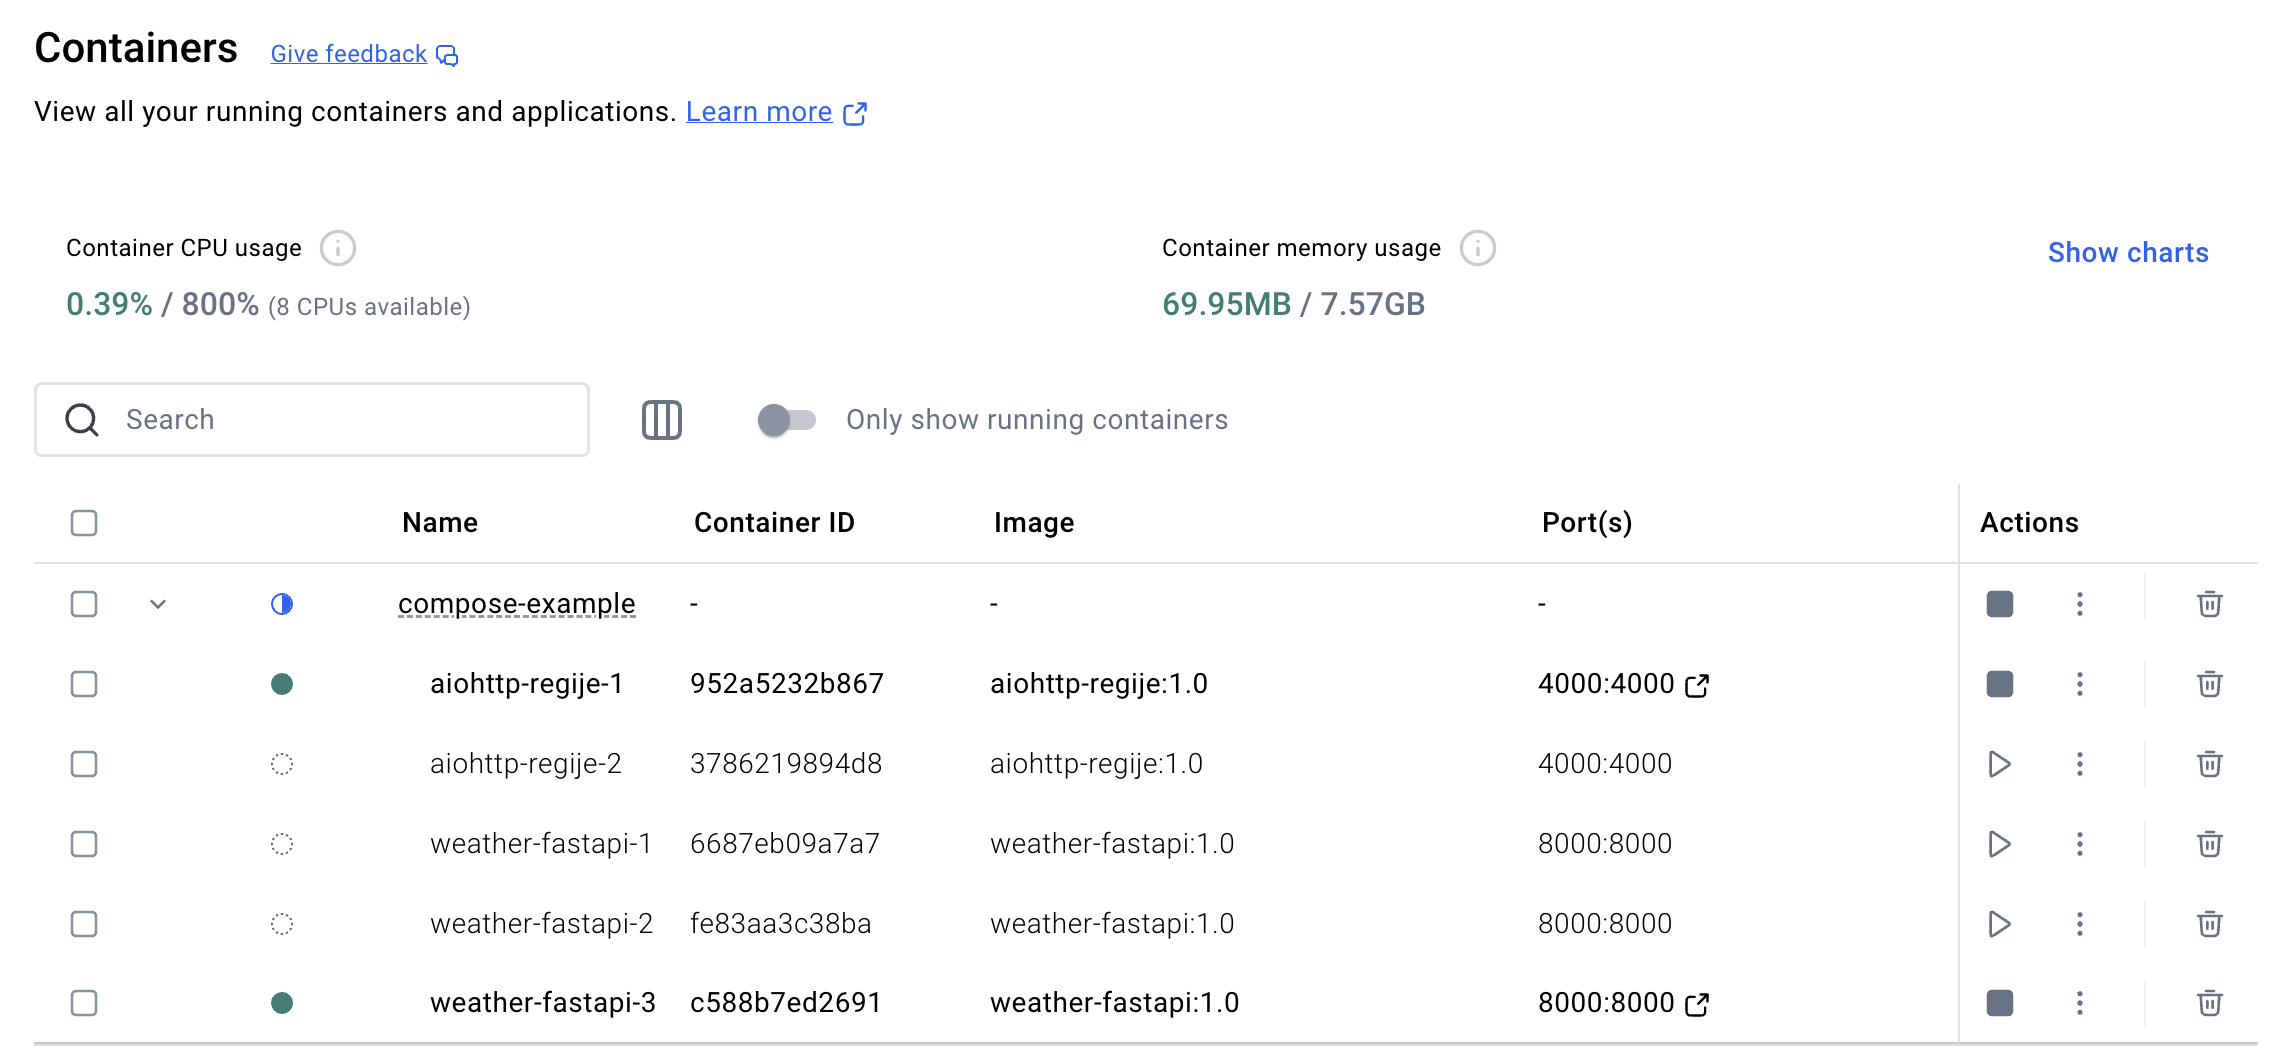 Containers Give feedback
View all your running containers and applications. Learn more
Container CPU usage
0.39% / 800% (8 CPUs available)
Container memory usage
69.95MB / 7.57GB
Show charts
Search
Only show running containers
Name Container ID Image Port(s) Actions
compose-example - - -
aiohttp-regije-1 952a5232b867 aiohttp-regije:1.0 4000:4000
aiohttp-regije-2 3786219894d8 aiohttp-regije:1.0 4000:4000
weather-fastapi-1 6687eb09a7a7 weather-fastapi:1.0 8000:8000
weather-fastapi-2 fe83aa3c38ba weather-fastapi:1.0 8000:8000
weather-fastapi-3 c588b7ed2691 weather-fastapi:1.0 8000:8000